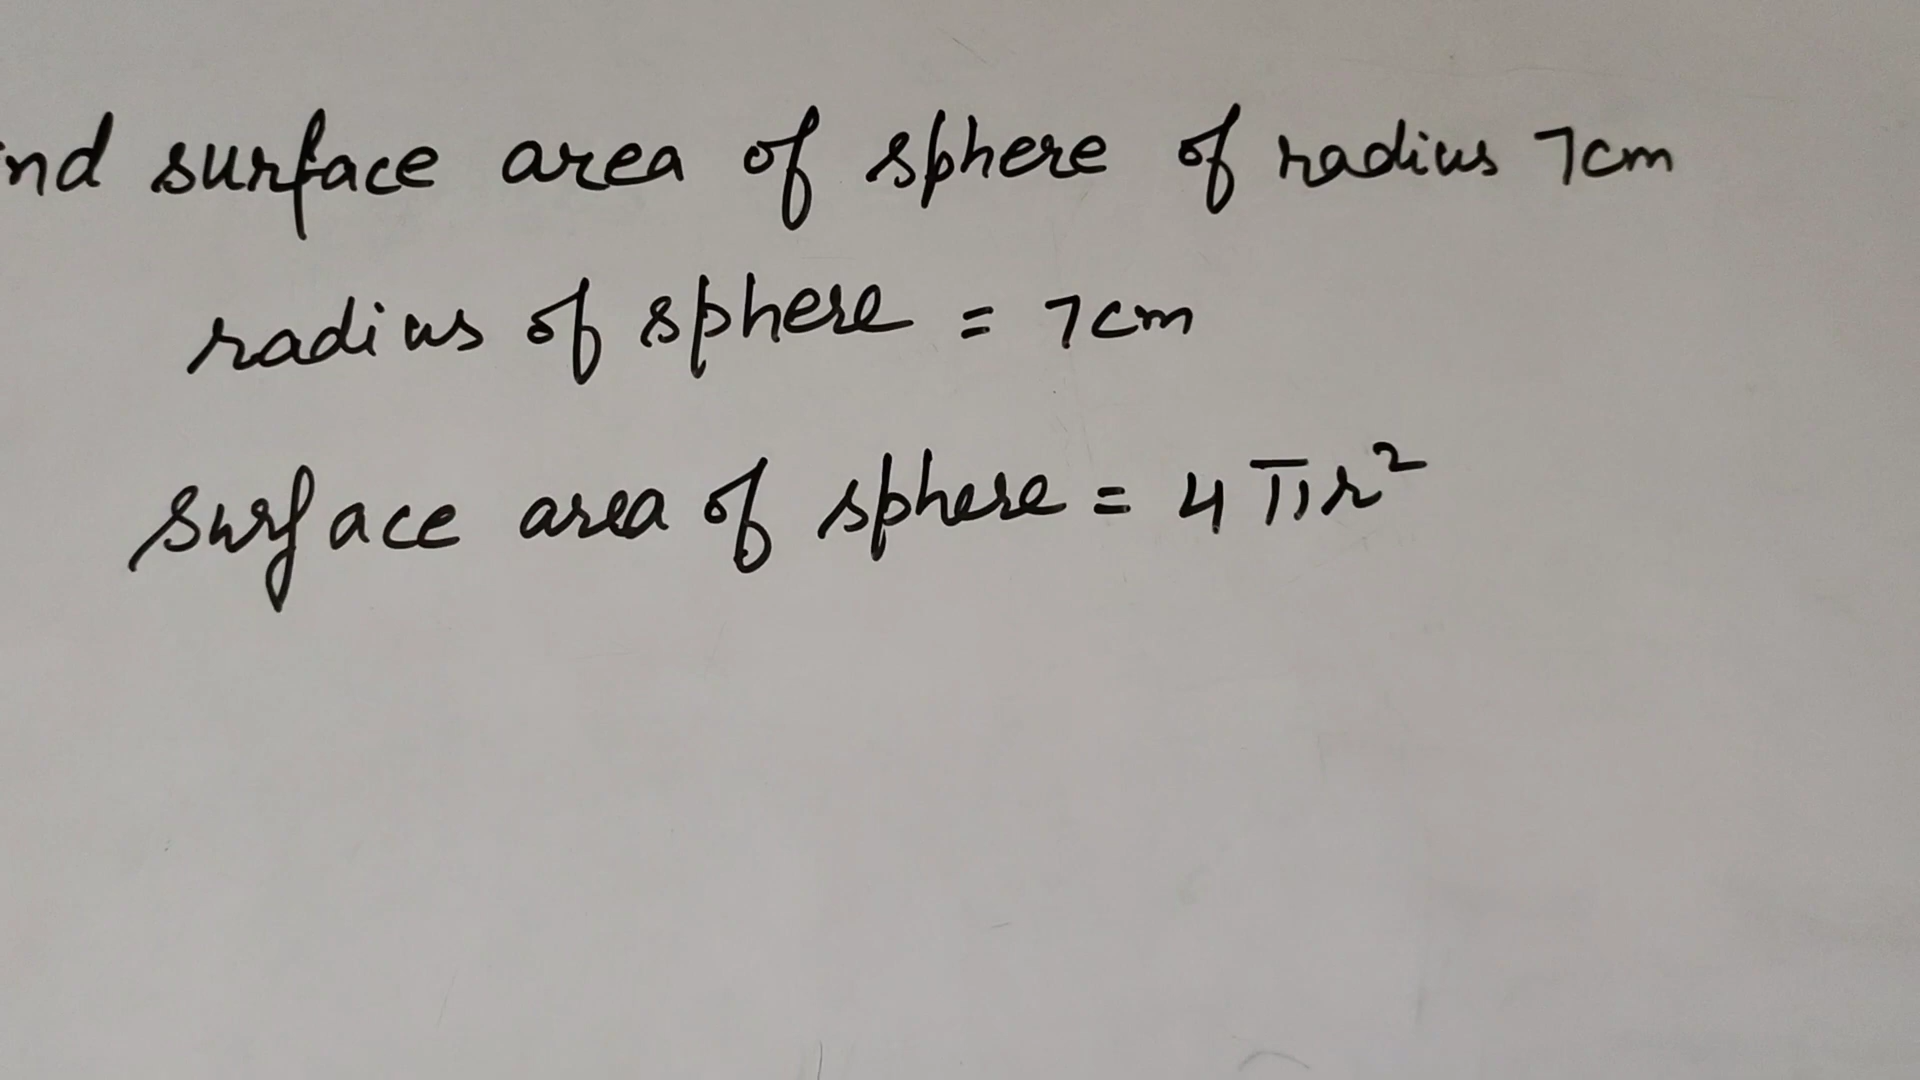 nd surface area of sphere of radius 7cm
radius of sphere = 7cm
surface area of sphere = 4πr²